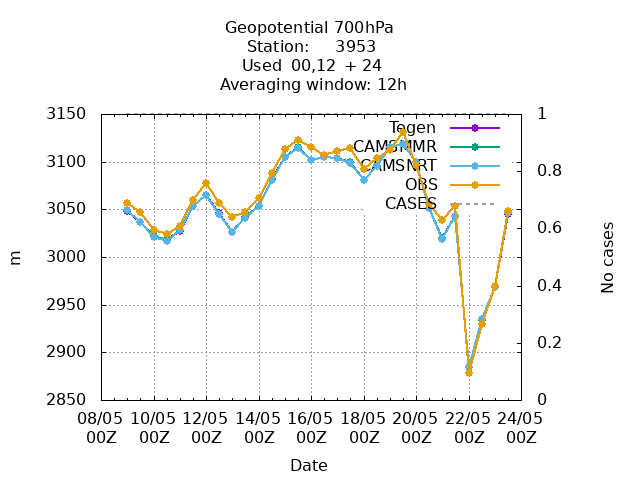 Geopotential 700hPa
Station: 3953
Used 00,12 + 24
Averaging window: 12h
3150
3100
3050
3000
2950
2900
2850
m
1
0.8
0.6
0.4
0.2
0
No cases
Tegen
CAMSMMR
CAMSNRT
OBS
CASES
08/05 10/05 12/05 14/05 16/05 18/05 20/05 22/05 24/05
00Z 00Z 00Z 00Z 00Z 00Z 00Z 00Z 00Z
Date